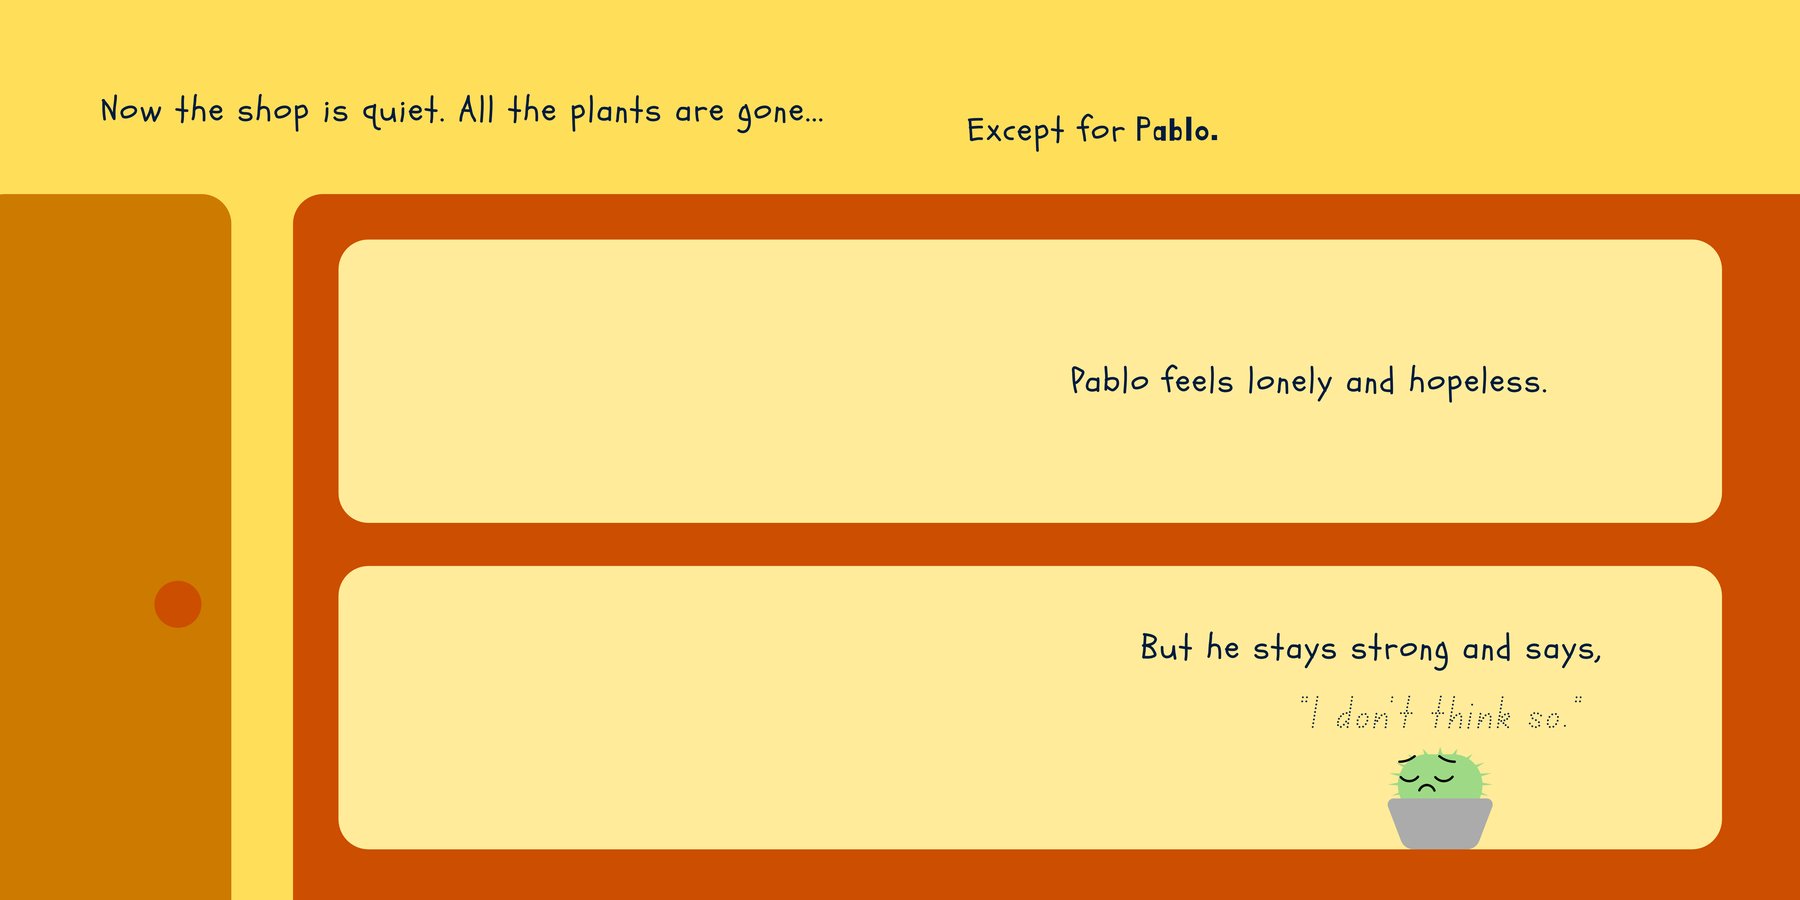 Now the shop is quiet. All the plants are gone...
Except for Pablo.
Pablo feels lonely and hopeless.
But he stays strong and says,
"I don't think so."